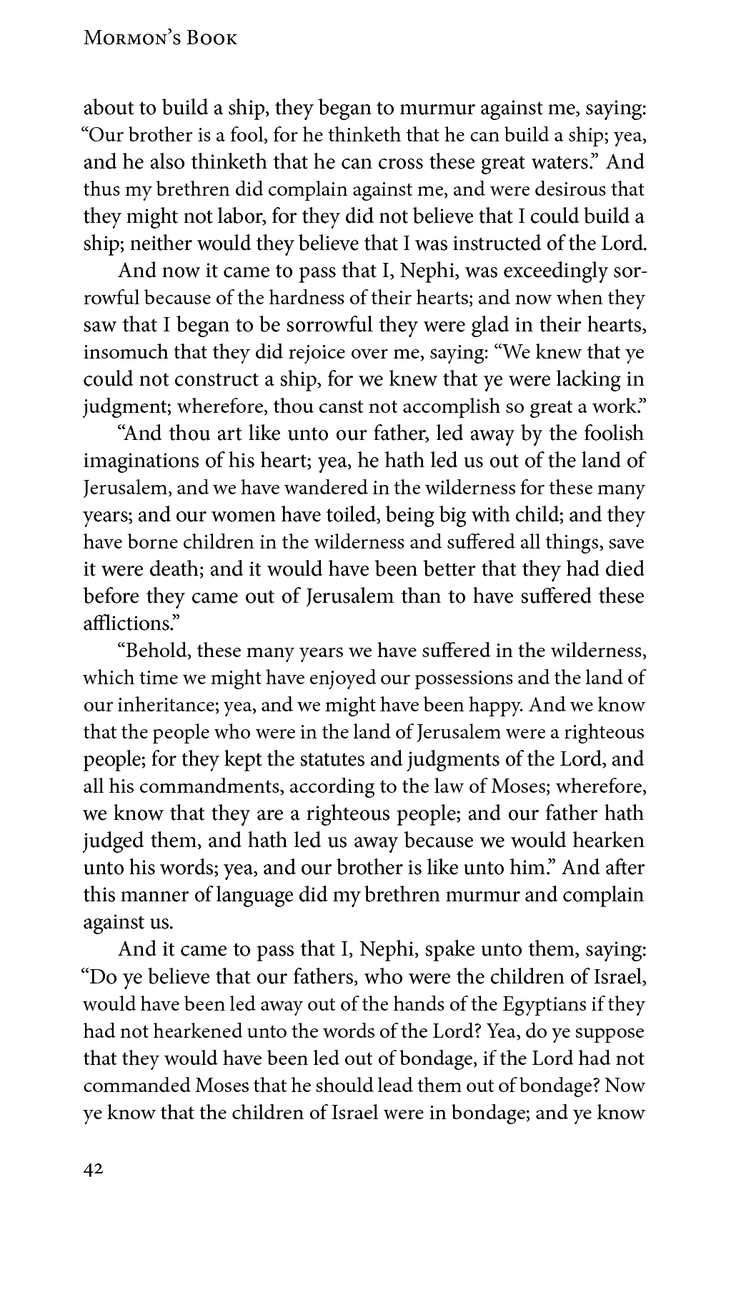 Mormon’s Book
about to build a ship, they began to murmur against me, saying:
“Our brother is a fool, for he thinketh that he can build a ship; yea,
and he also thinketh that he can cross these great waters.” And
thus my brethren did complain against me, and were desirous that
they might not labor, for they did not believe that I could build a
ship; neither would they believe that I was instructed of the Lord.
And now it came to pass that I, Nephi, was exceedingly sor-
rowful because of the hardness of their hearts; and now when they
saw that I began to be sorrowful they were glad in their hearts,
insomuch that they did rejoice over me, saying: “We knew that ye
could not construct a ship, for we knew that ye were lacking in
judgment; wherefore, thou canst not accomplish so great a work.”
“And thou art like unto our father, led away by the foolish
imaginations of his heart; yea, he hath led us out of the land of
Jerusalem, and we have wandered in the wilderness for these many
years; and our women have toiled, being big with child; and they
have borne children in the wilderness and suffered all things, save
it were death; and it would have been better that they had died
before they came out of Jerusalem than to have suffered these
afflictions.”
“Behold, these many years we have suffered in the wilderness,
which time we might have enjoyed our possessions and the land of
our inheritance; yea, and we might have been happy. And we know
that the people who were in the land of Jerusalem were a righteous
people; for they kept the statutes and judgments of the Lord, and
all his commandments, according to the law of Moses; wherefore,
we know that they are a righteous people; and our father hath
judged them, and hath led us away because we would hearken
unto his words; yea, and our brother is like unto him.” And after
this manner of language did my brethren murmur and complain
against us.
And it came to pass that I, Nephi, spake unto them, saying:
“Do ye believe that our fathers, who were the children of Israel,
would have been led away out of the hands of the Egyptians if they
had not hearkened unto the words of the Lord? Yea, do ye suppose
that they would have been led out of bondage, if the Lord had not
commanded Moses that he should lead them out of bondage? Now
ye know that the children of Israel were in bondage; and ye know
42